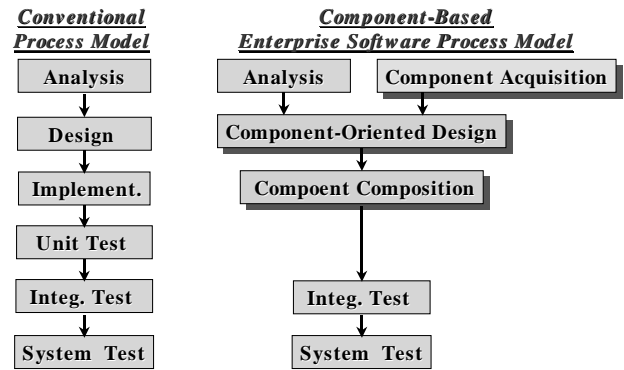 Conventional
Process Model
Analysis
Design
Implement.
Unit Test
Integ. Test
System Test
Component-Based
Enterprise Software Process Model
Analysis
Component Acquisition
Component-Oriented Design
Compoent Composition
Integ. Test
System Test